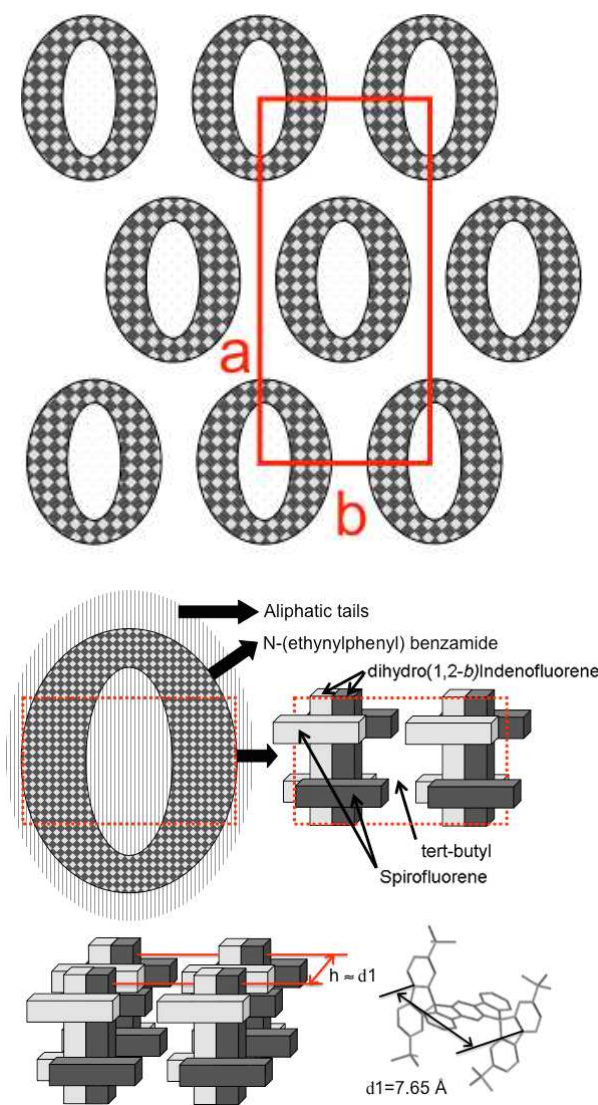 a
b
Aliphatic tails
N-(ethynylphenyl) benzamide
dihydro(1,2-b)Indenofluorene
tert-butyl
Spirofluorene
h ≈ d1
d1=7.65 Å